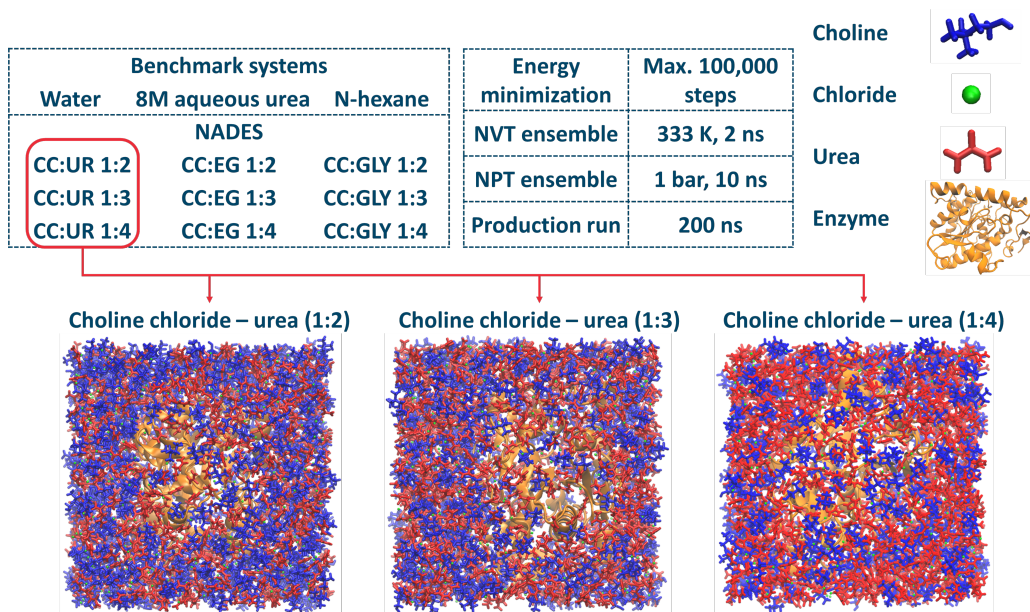 Benchmark systems
Water 8M aqueous urea N-hexane
NADES
CC:UR 1:2 CC:EG 1:2 CC:GLY 1:2
CC:UR 1:3 CC:EG 1:3 CC:GLY 1:3
CC:UR 1:4 CC:EG 1:4 CC:GLY 1:4
Energy minimization Max. 100,000 steps
NVT ensemble 333 K, 2 ns
NPT ensemble 1 bar, 10 ns
Production run 200 ns
Choline
Chloride
Urea
Enzyme
Choline chloride – urea (1:2)
Choline chloride – urea (1:3)
Choline chloride – urea (1:4)